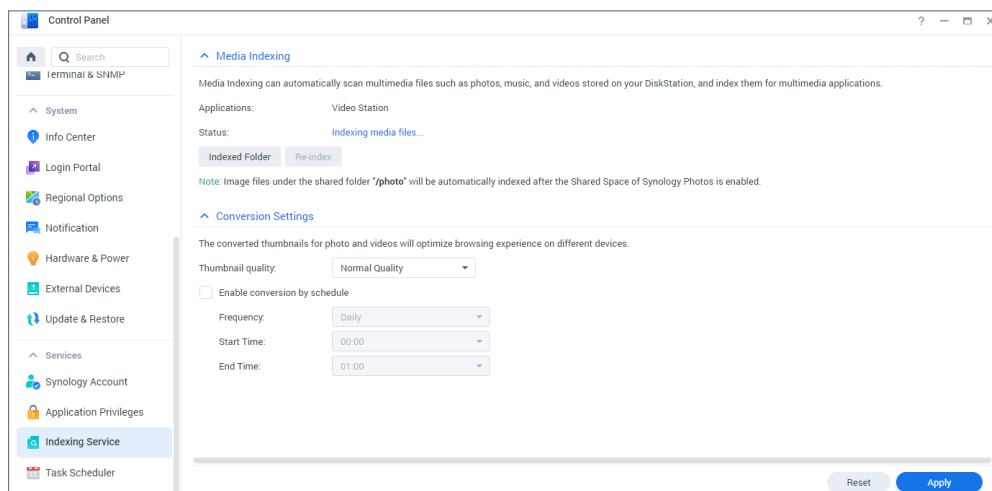 Control Panel
Search
Terminal & SNMP
System
Info Center
Login Portal
Regional Options
Notification
Hardware & Power
External Devices
Update & Restore
Services
Synology Account
Application Privileges
Indexing Service
Task Scheduler
Media Indexing
Media Indexing can automatically scan multimedia files such as photos, music, and videos stored on your DiskStation, and index them for multimedia applications.
Applications: Video Station
Status: Indexing media files...
Indexed Folder Re-index
Note: Image files under the shared folder "/photo" will be automatically indexed after the Shared Space of Synology Photos is enabled.
Conversion Settings
The converted thumbnails for photo and videos will optimize browsing experience on different devices.
Thumbnail quality: Normal Quality
Enable conversion by schedule
Frequency: Daily
Start Time: 00:00
End Time: 01:00
Reset Apply